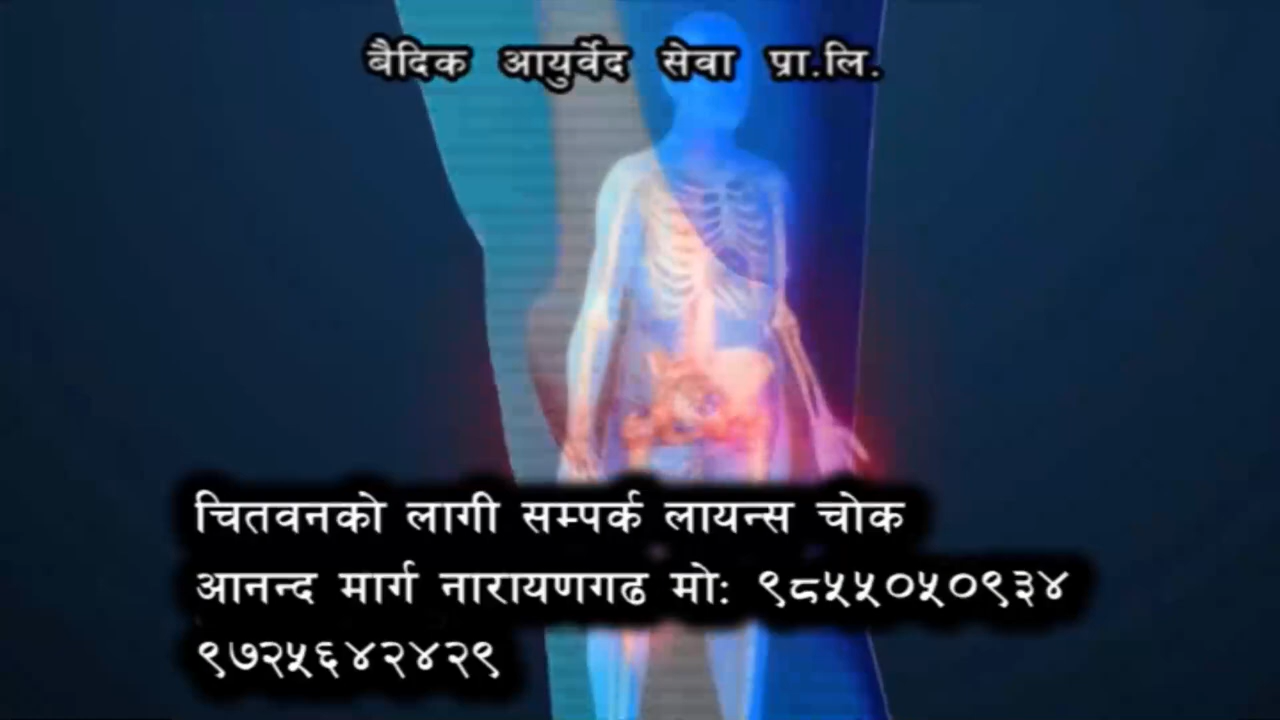 बैदिक आयुर्वेद सेवा प्रा.लि.
चितवनको लागी सम्पर्क लायन्स चोक
आनन्द मार्ग नारायणगढ मो: ९८५५०५०९३४
९७२५६४२४२९